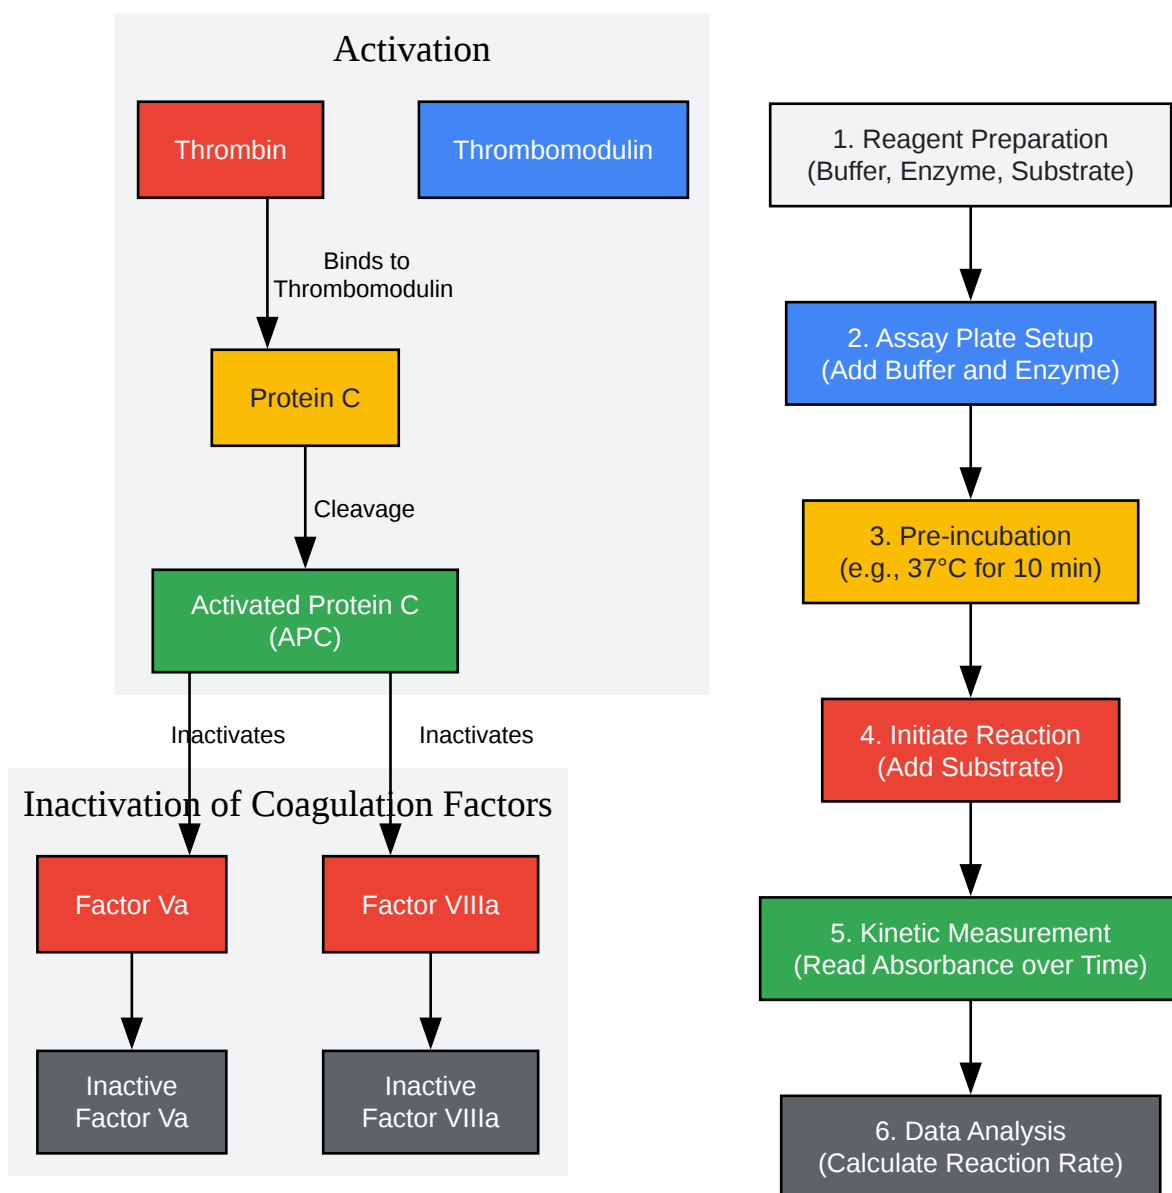 Activation
Thrombin
Thrombomodulin
Binds to
Thrombomodulin
Protein C
Cleavage
Activated Protein C
(APC)
Inactivates
Inactivates
Inactivation of Coagulation Factors
Factor Va
Factor VIIIa
Inactive
Factor Va
Inactive
Factor VIIIa
1. Reagent Preparation
(Buffer, Enzyme, Substrate)
2. Assay Plate Setup
(Add Buffer and Enzyme)
3. Pre-incubation
(e.g., 37°C for 10 min)
4. Initiate Reaction
(Add Substrate)
5. Kinetic Measurement
(Read Absorbance over Time)
6. Data Analysis
(Calculate Reaction Rate)